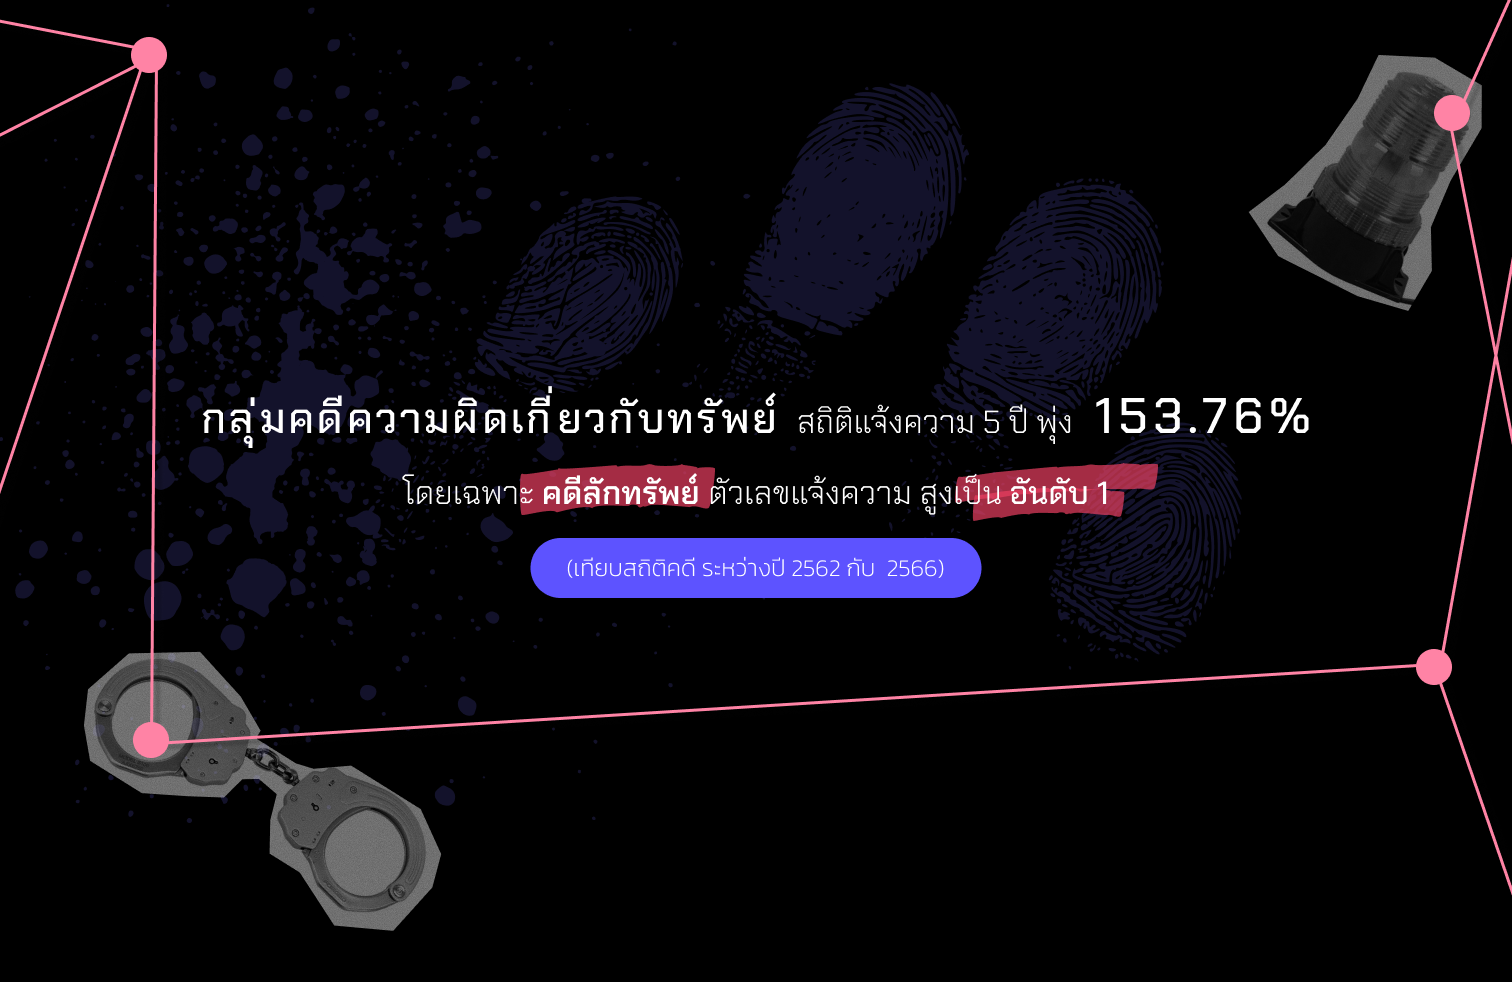 กลุ่มคดีความผิดเกี่ยวกับทรัพย์ สถิติแจ้งความ 5 ปี พุ่ง 153.76%
โดยเฉพาะ คดีลักทรัพย์ ตัวเลขแจ้งความ สูงเป็น อันดับ 1
(เทียบสถิติคดี ระหว่างปี 2562 กับ 2566)